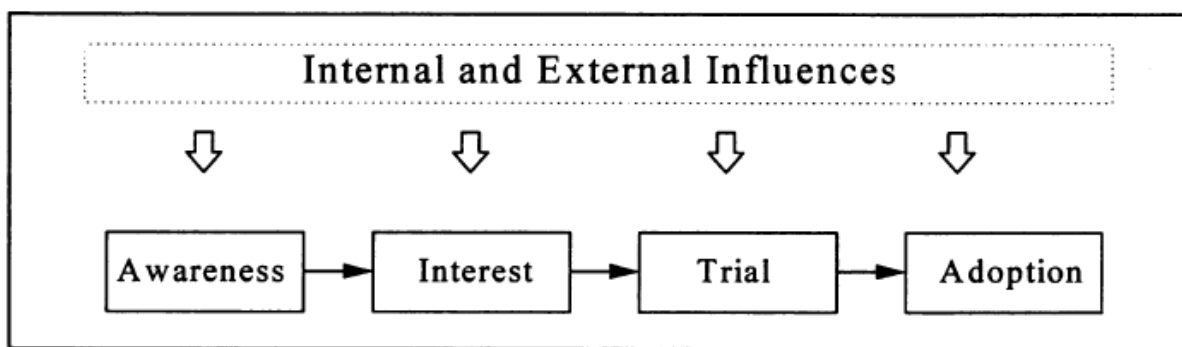 Internal and External Influences
Awareness
Interest
Trial
Adoption